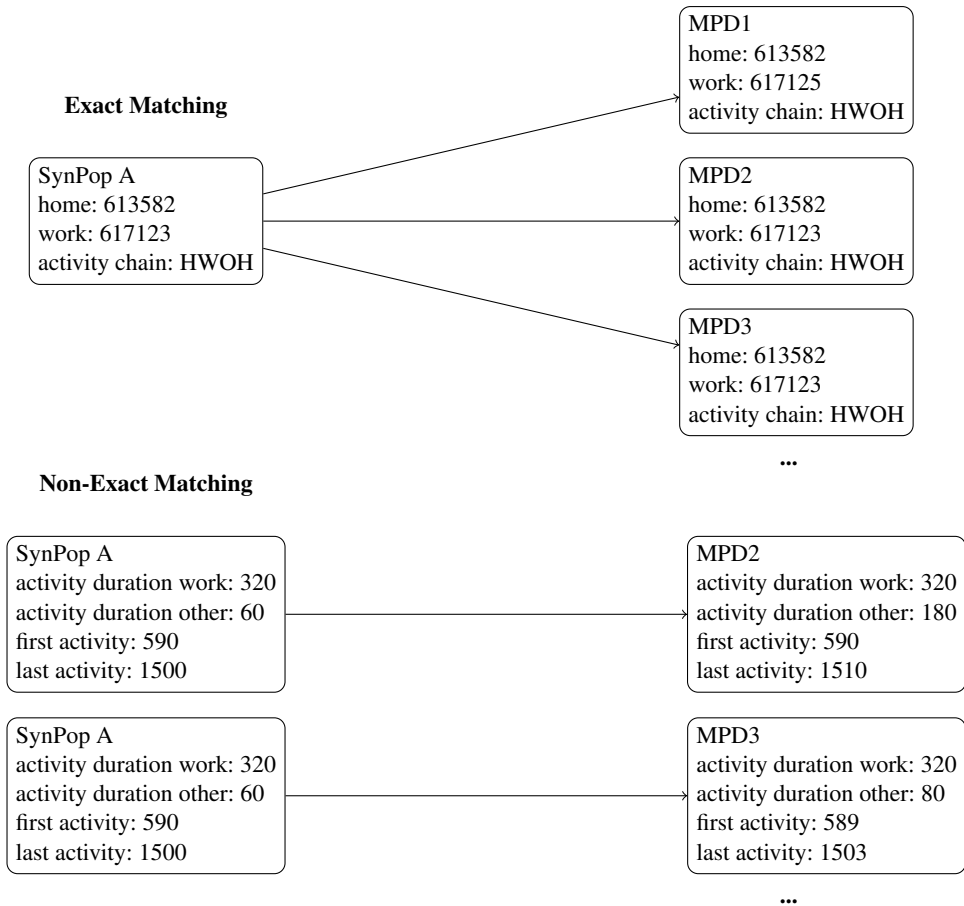 Exact Matching
SynPop A
home: 613582
work: 617123
activity chain: HWOH
MPD1
home: 613582
work: 617125
activity chain: HWOH
MPD2
home: 613582
work: 617123
activity chain: HWOH
MPD3
home: 613582
work: 617123
activity chain: HWOH
...
Non-Exact Matching
SynPop A
activity duration work: 320
activity duration other: 60
first activity: 590
last activity: 1500
MPD2
activity duration work: 320
activity duration other: 180
first activity: 590
last activity: 1510
SynPop A
activity duration work: 320
activity duration other: 60
first activity: 590
last activity: 1500
MPD3
activity duration work: 320
activity duration other: 80
first activity: 589
last activity: 1503
...